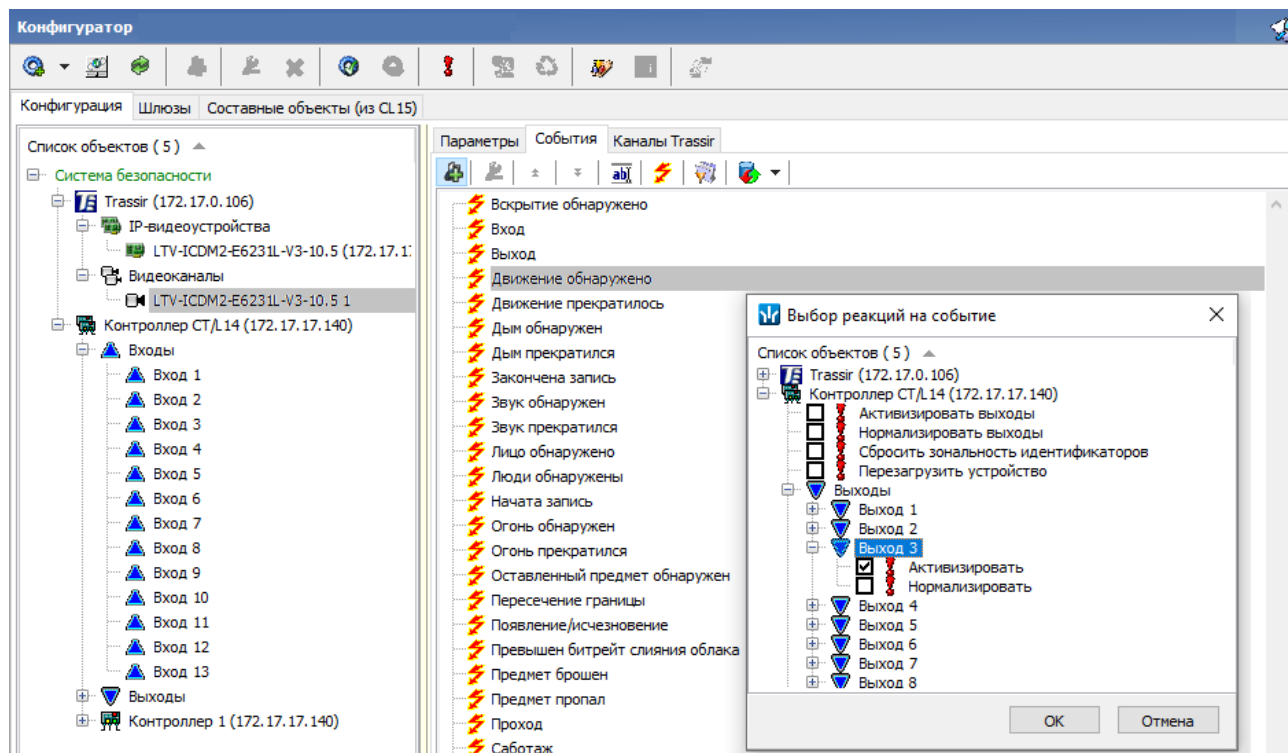 Конфигуратор
Конфигурация Шлюзы Составные объекты (из CL15)
Список объектов ( 5 )
Система безопасности
Trassir (172.17.0.106)
IP-видеоустройства
LTV-ICDM2-E6231L-V3-10.5 (172.17.1
Видеоканалы
LTV-ICDM2-E6231L-V3-10.5 1
Контроллер CT/L14 (172.17.17.140)
Входы
Вход 1
Вход 2
Вход 3
Вход 4
Вход 5
Вход 6
Вход 7
Вход 8
Вход 9
Вход 10
Вход 11
Вход 12
Вход 13
Выходы
Контроллер 1 (172.17.17.140)
Параметры События Каналы Trassir
Вскрытие обнаружено
Вход
Выход
Движение обнаружено
Движение прекратилось
Дым обнаружен
Дым прекратился
Закончена запись
Звук обнаружен
Звук прекратился
Лицо обнаружено
Люди обнаружены
Начата запись
Огонь обнаружен
Огонь прекратился
Оставленный предмет обнаружен
Пересечение границы
Появление/исчезновение
Превышен битрейт слияния облака
Предмет брошен
Предмет пропал
Проход
Саботаж
Выбор реакций на событие
Список объектов ( 5 )
Trassir (172.17.0.106)
Контроллер CT/L14 (172.17.17.140)
Активизировать выходы
Нормализировать выходы
Сбросить зональность идентификаторов
Перезагрузить устройство
Выходы
Выход 1
Выход 2
Выход 3
Активизировать
Нормализировать
Выход 4
Выход 5
Выход 6
Выход 7
Выход 8
ОК Отмена